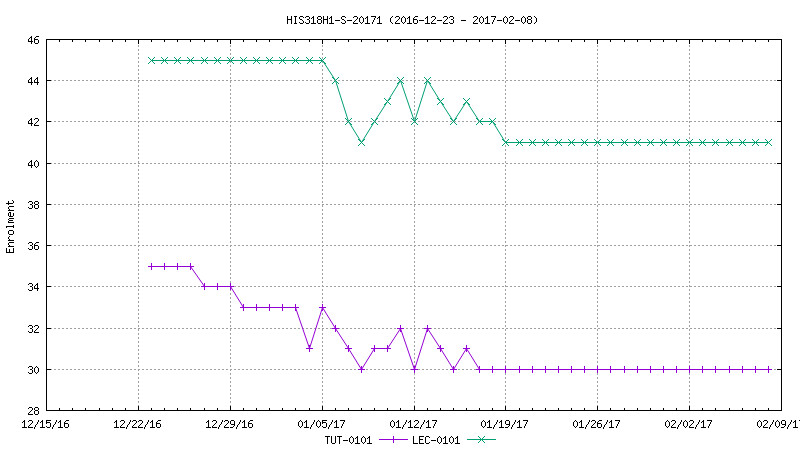 HIS318H1-S-20171 (2016-12-23 - 2017-02-08)
46
44
42
40
38
36
34
32
30
28
Enrolment
12/15/16 12/22/16 12/29/16 01/05/17 01/12/17 01/19/17 01/26/17 02/02/17 02/09/17
TUT-0101 LEC-0101